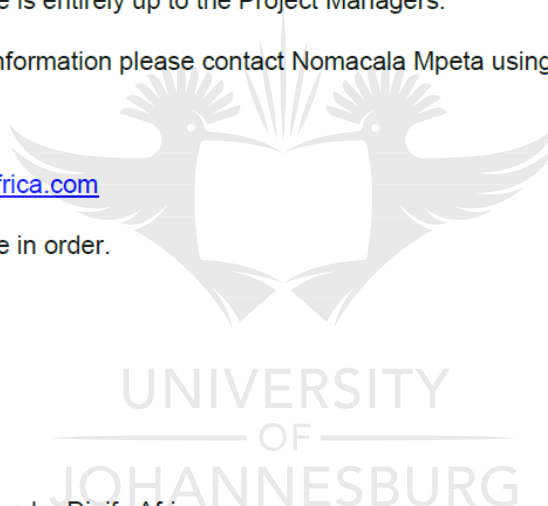 e is entirely up to the Project Managers.
nformation please contact Nomacala Mpeta using
frica.com
e in order.
UNIVERSITY
OF
JOHANNESBURG